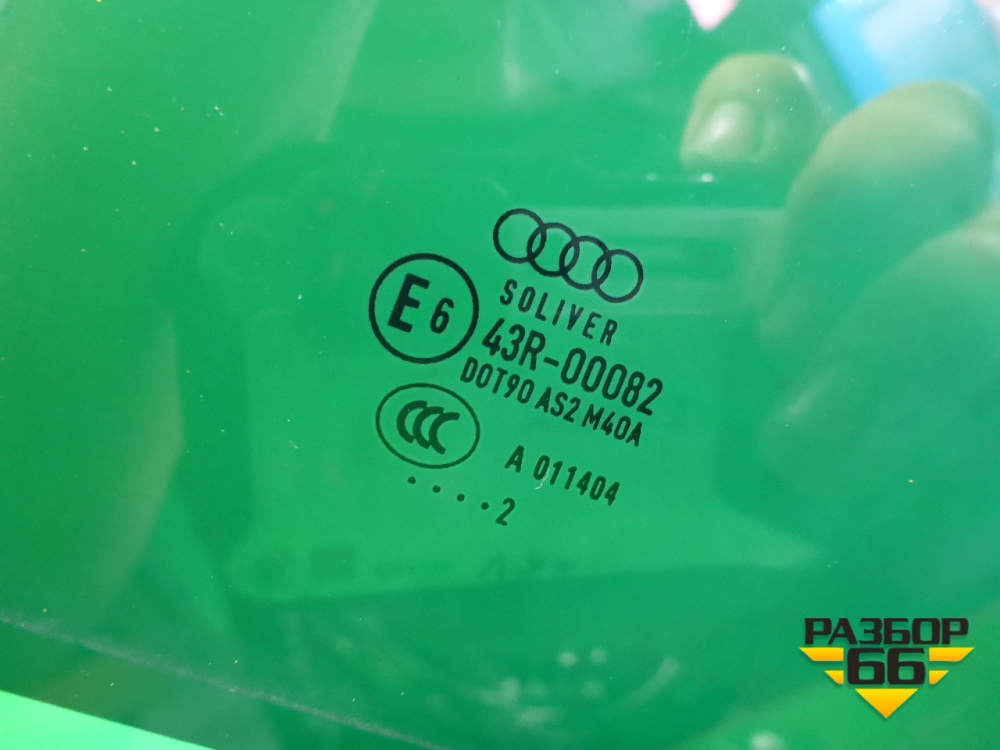 SOLIVER
E6
43R-00082
DOT90 AS2 M40A
CCC
A 011404
....2
РАЗБОР
66